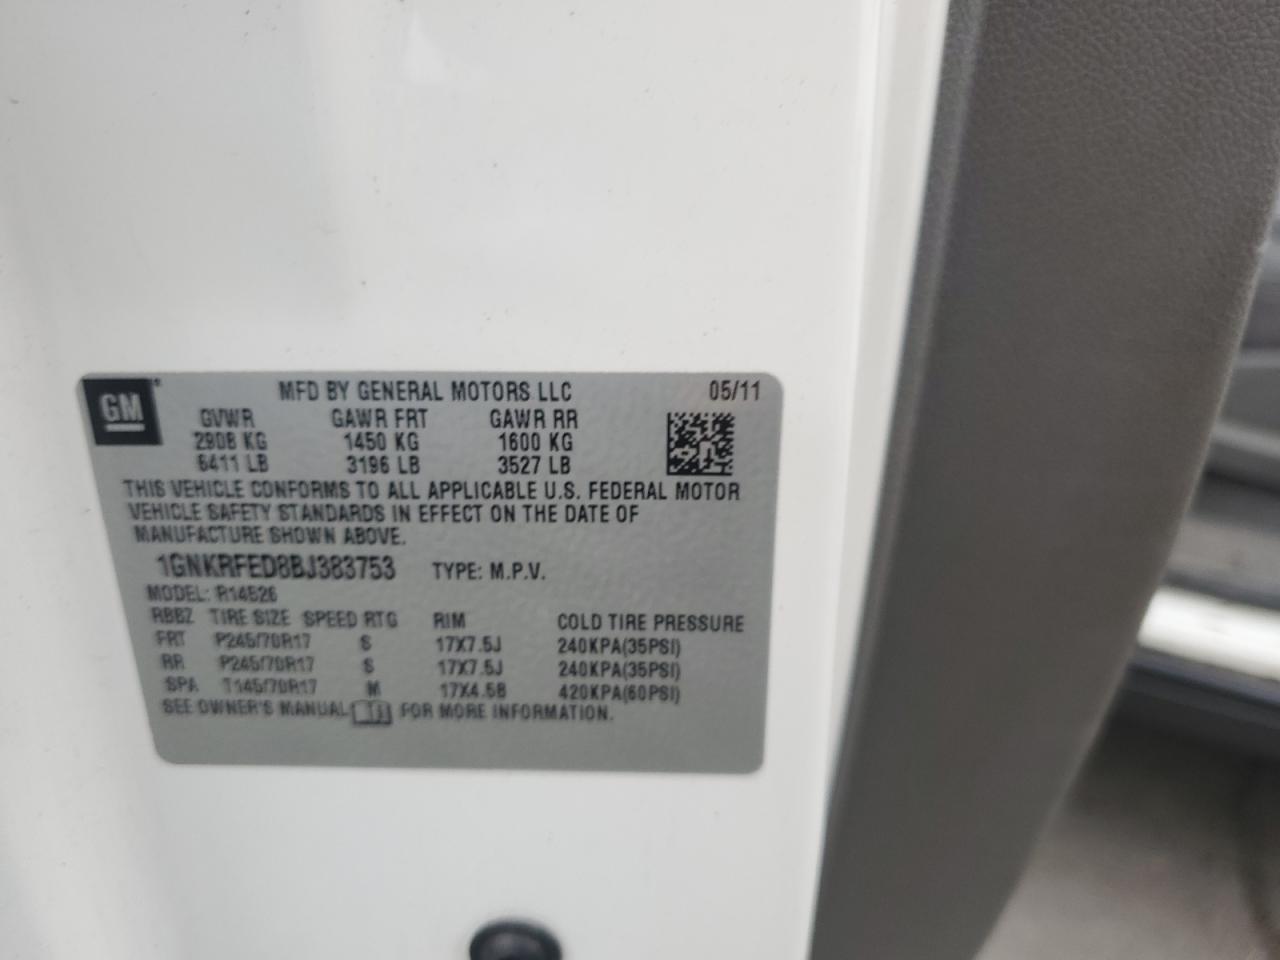 GM
MFD BY GENERAL MOTORS LLC 05/11
GVWR GAWR FRT GAWR RR
2908 KG 1450 KG 1600 KG
6411 LB 3196 LB 3527 LB
THIS VEHICLE CONFORMS TO ALL APPLICABLE U.S. FEDERAL MOTOR
VEHICLE SAFETY STANDARDS IN EFFECT ON THE DATE OF
MANUFACTURE SHOWN ABOVE.
1GNKRFED8BJ383753 TYPE: M.P.V.
MODEL: R14526
RBBZ TIRE SIZE SPEED RTG RIM COLD TIRE PRESSURE
FRT P245/70R17 S 17X7.5J 240KPA(35PSI)
RR P245/70R17 S 17X7.5J 240KPA(35PSI)
SPA T145/70R17 M 17X4.5B 420KPA(60PSI)
SEE OWNER'S MANUAL FOR MORE INFORMATION.